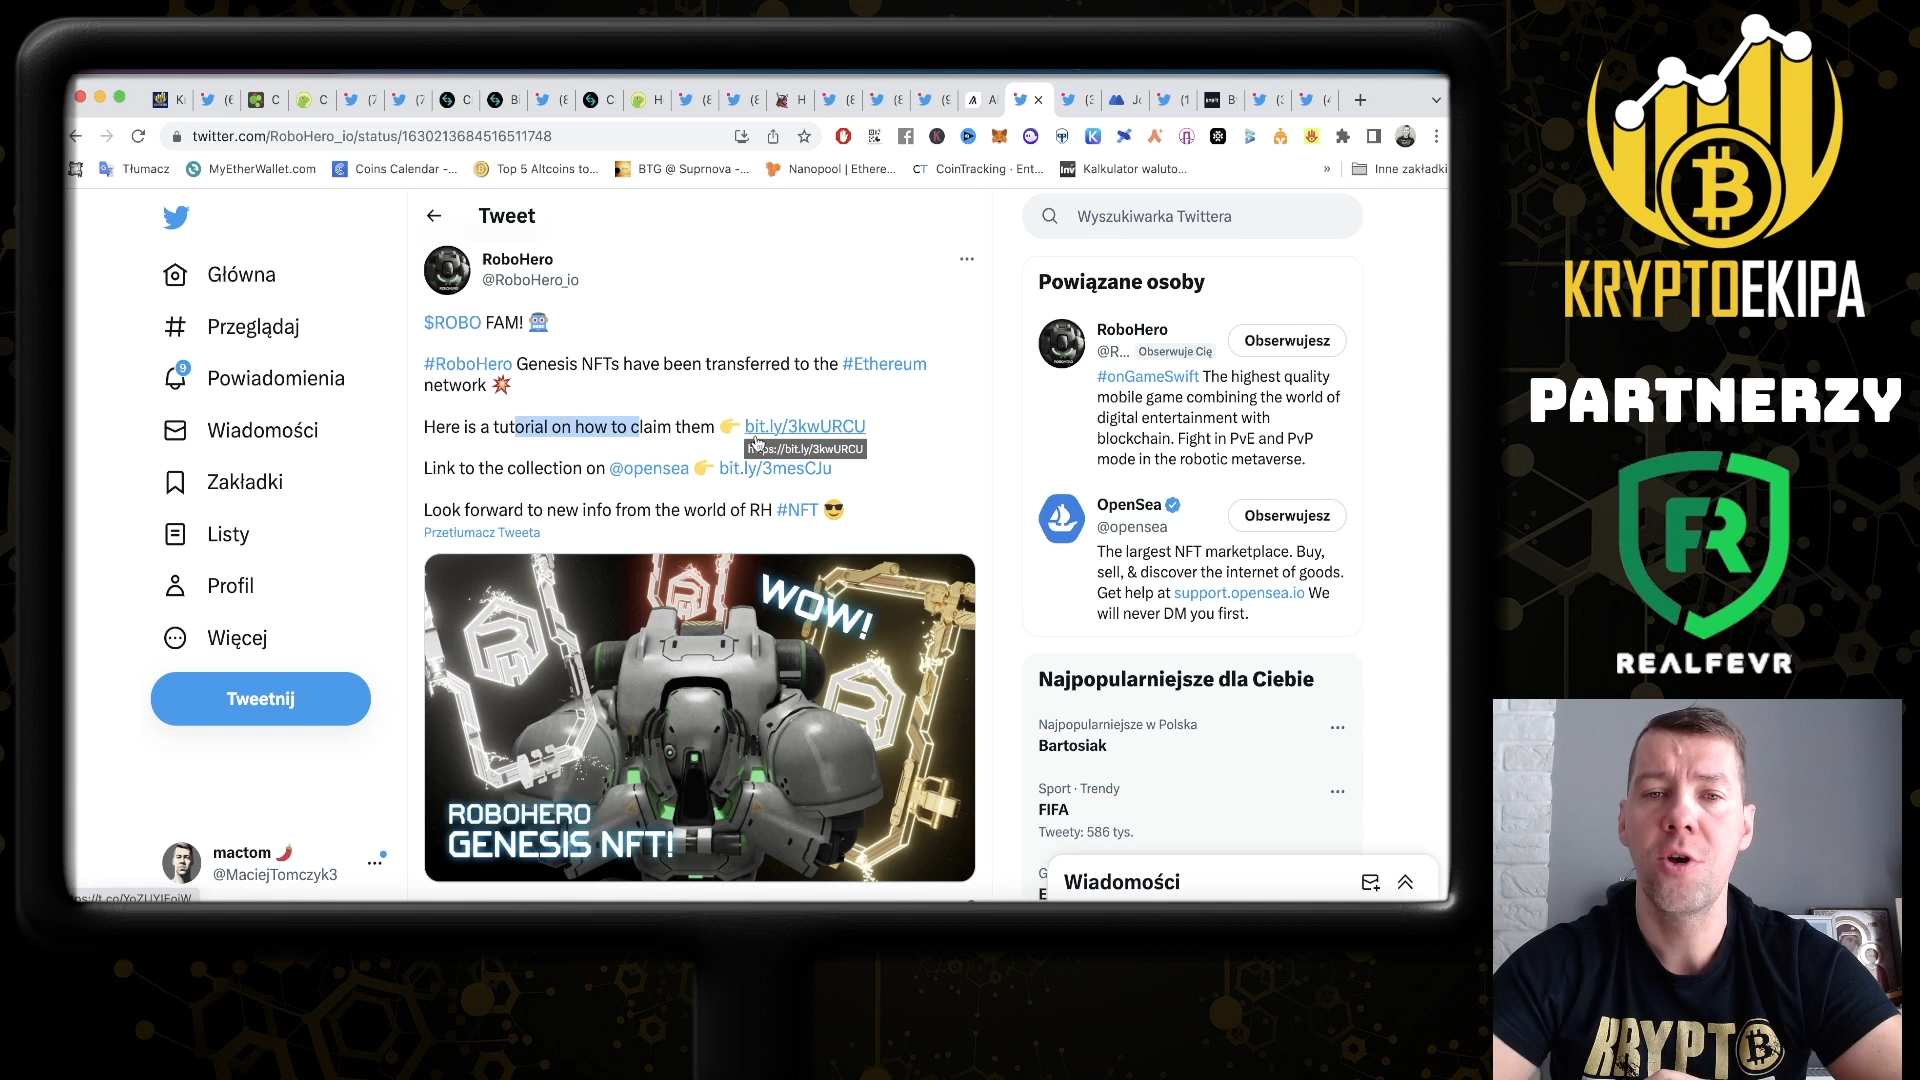 twitter.com/RoboHero_io/status/1630213684516511748
Tłumacz
MyEtherWallet.com
Coins Calendar -...
Top 5 Altcoins to...
BTG @ Suprnova -...
Nanopool | Ethere...
CT CoinTracking - Ent...
Inv Kalkulator waluto...
» Inne zakładki
Główna
Przeglądaj
9
Powiadomienia
Wiadomości
Zakładki
Listy
Profil
Więcej
Tweetnij
mactom
@MaciejTomczyk3
Tweet
RoboHero
@RoboHero_io
$ROBO FAM!
#RoboHero Genesis NFTs have been transferred to the #Ethereum
network
Here is a tutorial on how to claim them bit.ly/3kwURCU
Link to the collection on @opensea bit.ly/3mesCJu
Look forward to new info from the world of RH #NFT
Przetłumacz Tweeta
WOW!
ROBOHERO
GENESIS NFT!
Wyszukiwarka Twittera
Powiązane osoby
RoboHero
@R... Obserwuje Cię
Obserwujesz
#onGameSwift The highest quality
mobile game combining the world of
digital entertainment with
blockchain. Fight in PvE and PvP
mode in the robotic metaverse.
OpenSea
@opensea
Obserwujesz
The largest NFT marketplace. Buy,
sell, & discover the internet of goods.
Get help at support.opensea.io We
will never DM you first.
Najpopularniejsze dla Ciebie
Najpopularniejsze w Polska
Bartosiak
Sport · Trendy
FIFA
Tweety: 586 tys.
Wiadomości
KRYPTOEKIPA
PARTNERZY
FR
REALFEVR
KRYPT